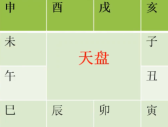 申 酉 戌 亥
未 天盘 子
午 丑
巳 辰 卯 寅